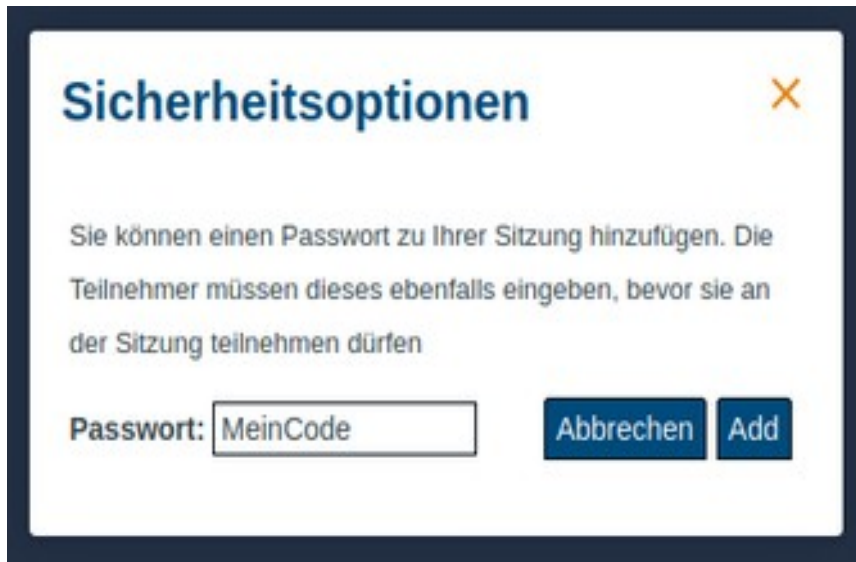 Sicherheitsoptionen
Sie können einen Passwort zu Ihrer Sitzung hinzufügen. Die
Teilnehmer müssen dieses ebenfalls eingeben, bevor sie an
der Sitzung teilnehmen dürfen
Passwort: MeinCode Abbrechen Add